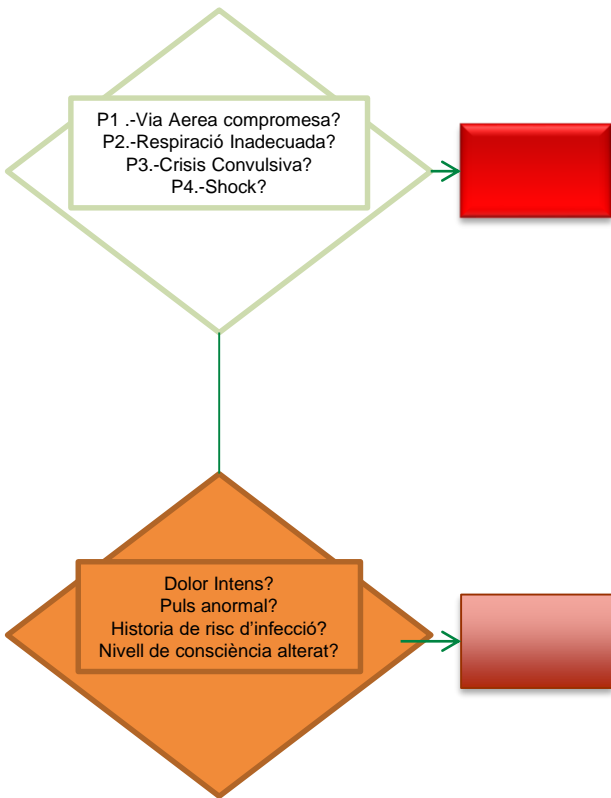 P1 .-Via Aerea compromesa?
P2.-Respiració Inadecuada?
P3.-Crisis Convulsiva?
P4.-Shock?
Dolor Intens?
Puls anormal?
Historia de risc d'infecció?
Nivell de consciència alterat?